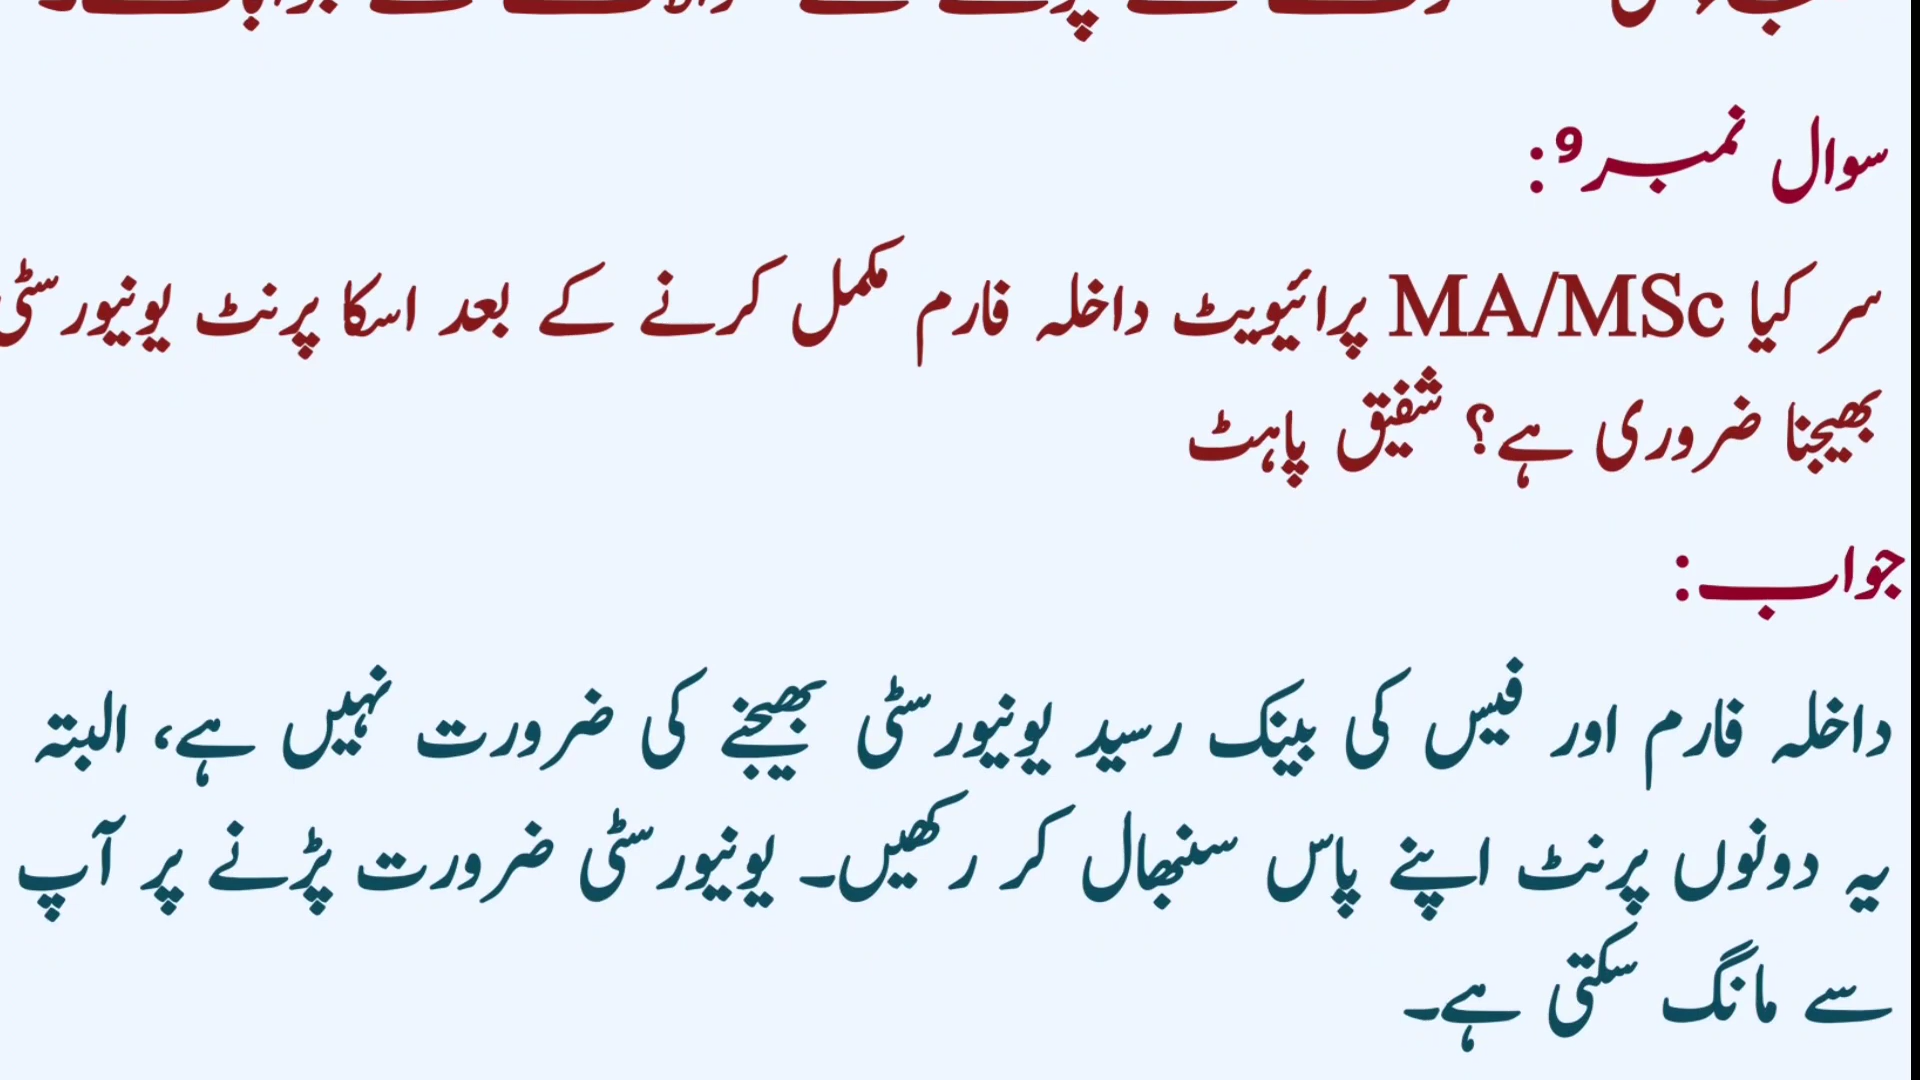 سوال نمبر 9:
سر کیا MA/MSc پرائیویٹ داخلہ فارم مکمل کرنے کے بعد اسکا پرنٹ یونیورسٹی
بھیجنا ضروری ہے؟ شفیق پاہٹ
جواب:
داخلہ فارم اور فیس کی بینک رسید یونیورسٹی بھیجنے کی ضرورت نہیں ہے، البتہ
یہ دونوں پرنٹ اپنے پاس سنبھال کر رکھیں۔ یونیورسٹی ضرورت پڑنے پر آپ
سے مانگ سکتی ہے۔